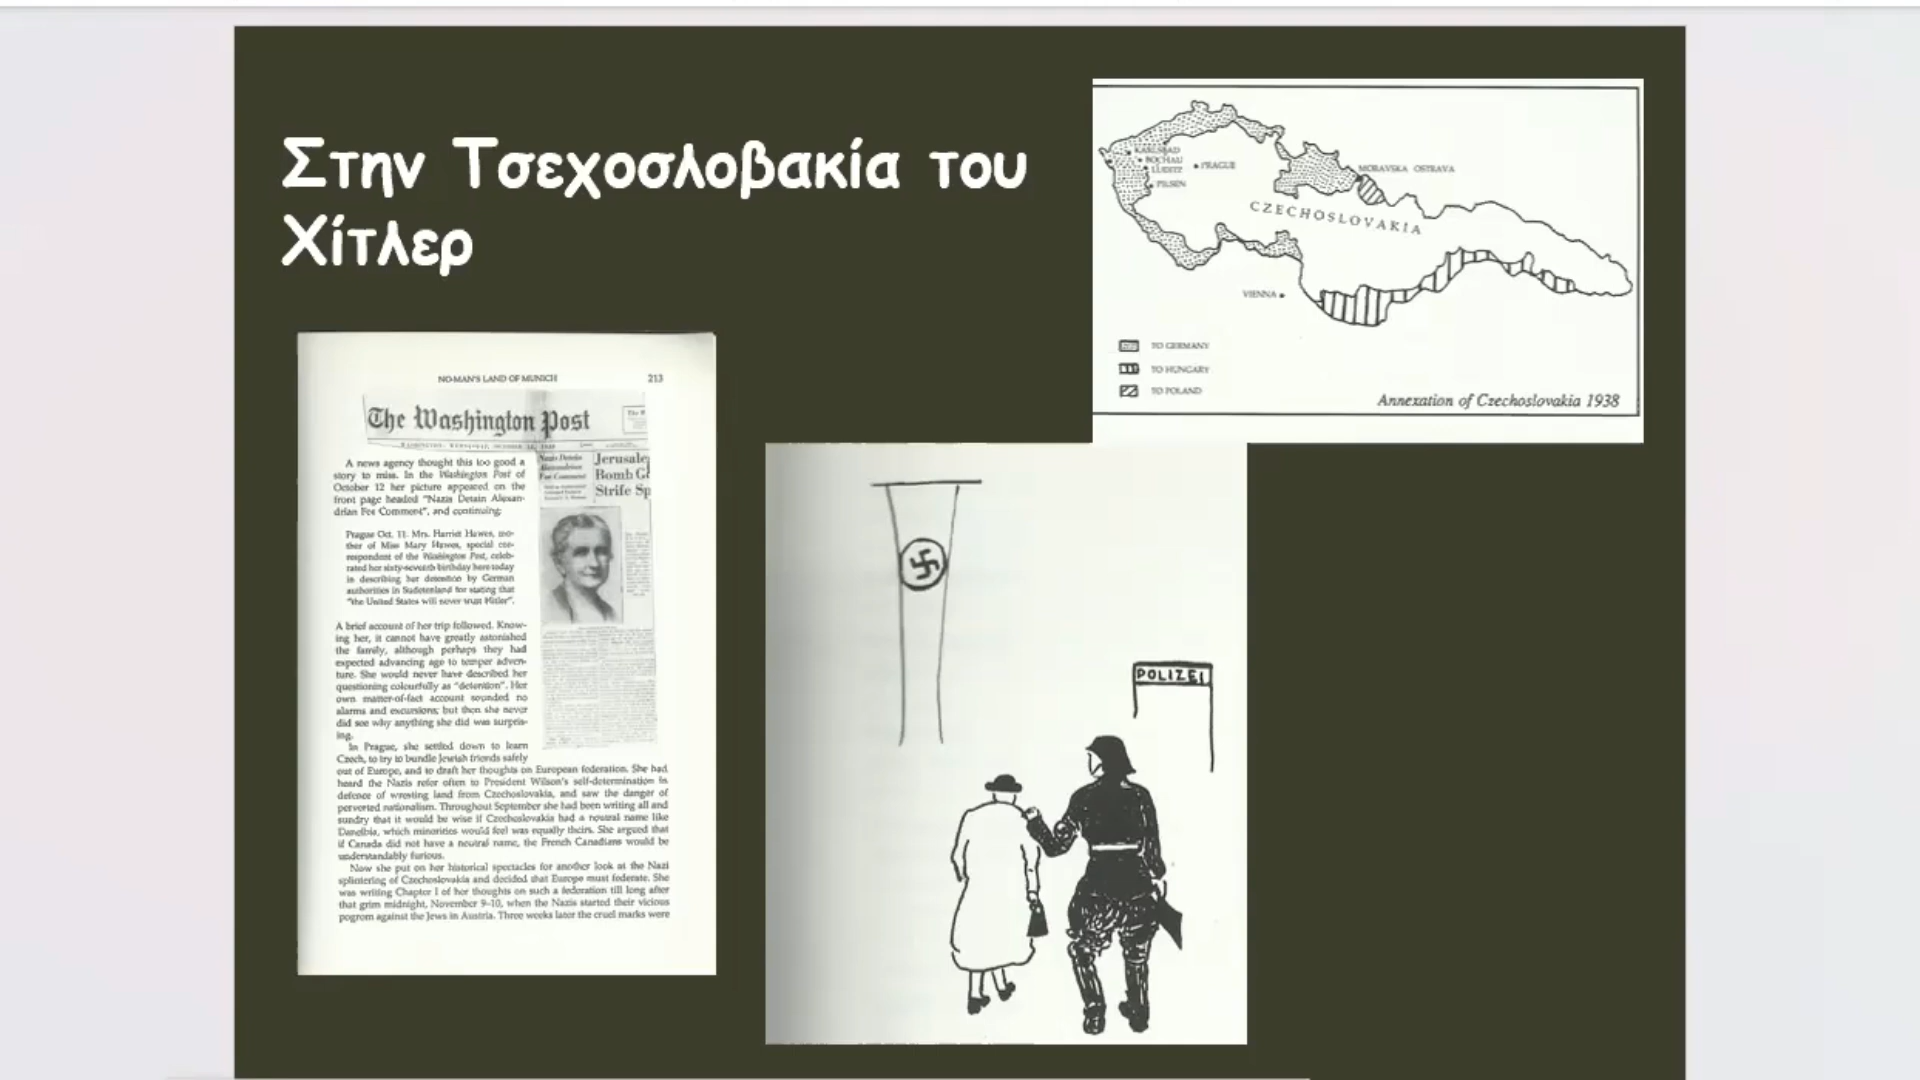 Στην Τσεχοσλοβακία του
Χίτλερ
KARLSBAD
BOCHAU
LUDITZ
PRAGUE
PILSEN
MORAVSKA OSTRAVA
CZECHOSLOVAKIA
VIENNA
TO GERMANY
TO HUNGARY
TO POLAND
Annexation of Czechoslovakia 1938
NO-MAN'S LAND OF MUNICH 213
The Washington Post
Nazis Detain
Alexandrian
For Comment
Jerusale
Bomb G
Strife Sp
A news agency thought this too good a
story to miss. In the Washington Post of
October 12 her picture appeared on the
front page headed "Nazis Detain Alexan-
drian For Comment", and continuing:
Prague Oct. 11. Mrs. Harriet Hawes, mo-
ther of Miss Mary Hawes, special cor-
respondent of the Washington Post, celeb-
rated her sixty-seventh birthday here today
in describing her detention by German
authorities in Sudetenland for stating that
"the United States will never trust Hitler".
A brief account of her trip followed. Know-
ing her, it cannot have greatly astonished
the family, although perhaps they had
expected advancing age to temper adven-
ture. She would never have described her
questioning colourfully as "detention". Her
own matter-of-fact account sounded no
alarms and excursions; but then she never
did see why anything she did was surpris-
ing.
In Prague, she settled down to learn
Czech, to try to bundle Jewish friends safely
out of Europe, and to draft her thoughts on European federation. She had
heard the Nazis refer often to President Wilson's self-determination in
defence of wresting land from Czechoslovakia, and saw the danger of
perverted nationalism. Throughout September she had been writing all and
sundry that it would be wise if Czechoslovakia had a neutral name like
Danubia, which minorities would feel was equally theirs. She argued that
if Canada did not have a neutral name, the French Canadians would be
understandably furious.
Now she put on her historical spectacles for another look at the Nazi
splintering of Czechoslovakia and decided that Europe must federate. She
was writing Chapter I of her thoughts on such a federation till long after
that grim midnight, November 9-10, when the Nazis started their vicious
pogrom against the Jews in Austria. Three weeks later the cruel marks were
POLIZEI